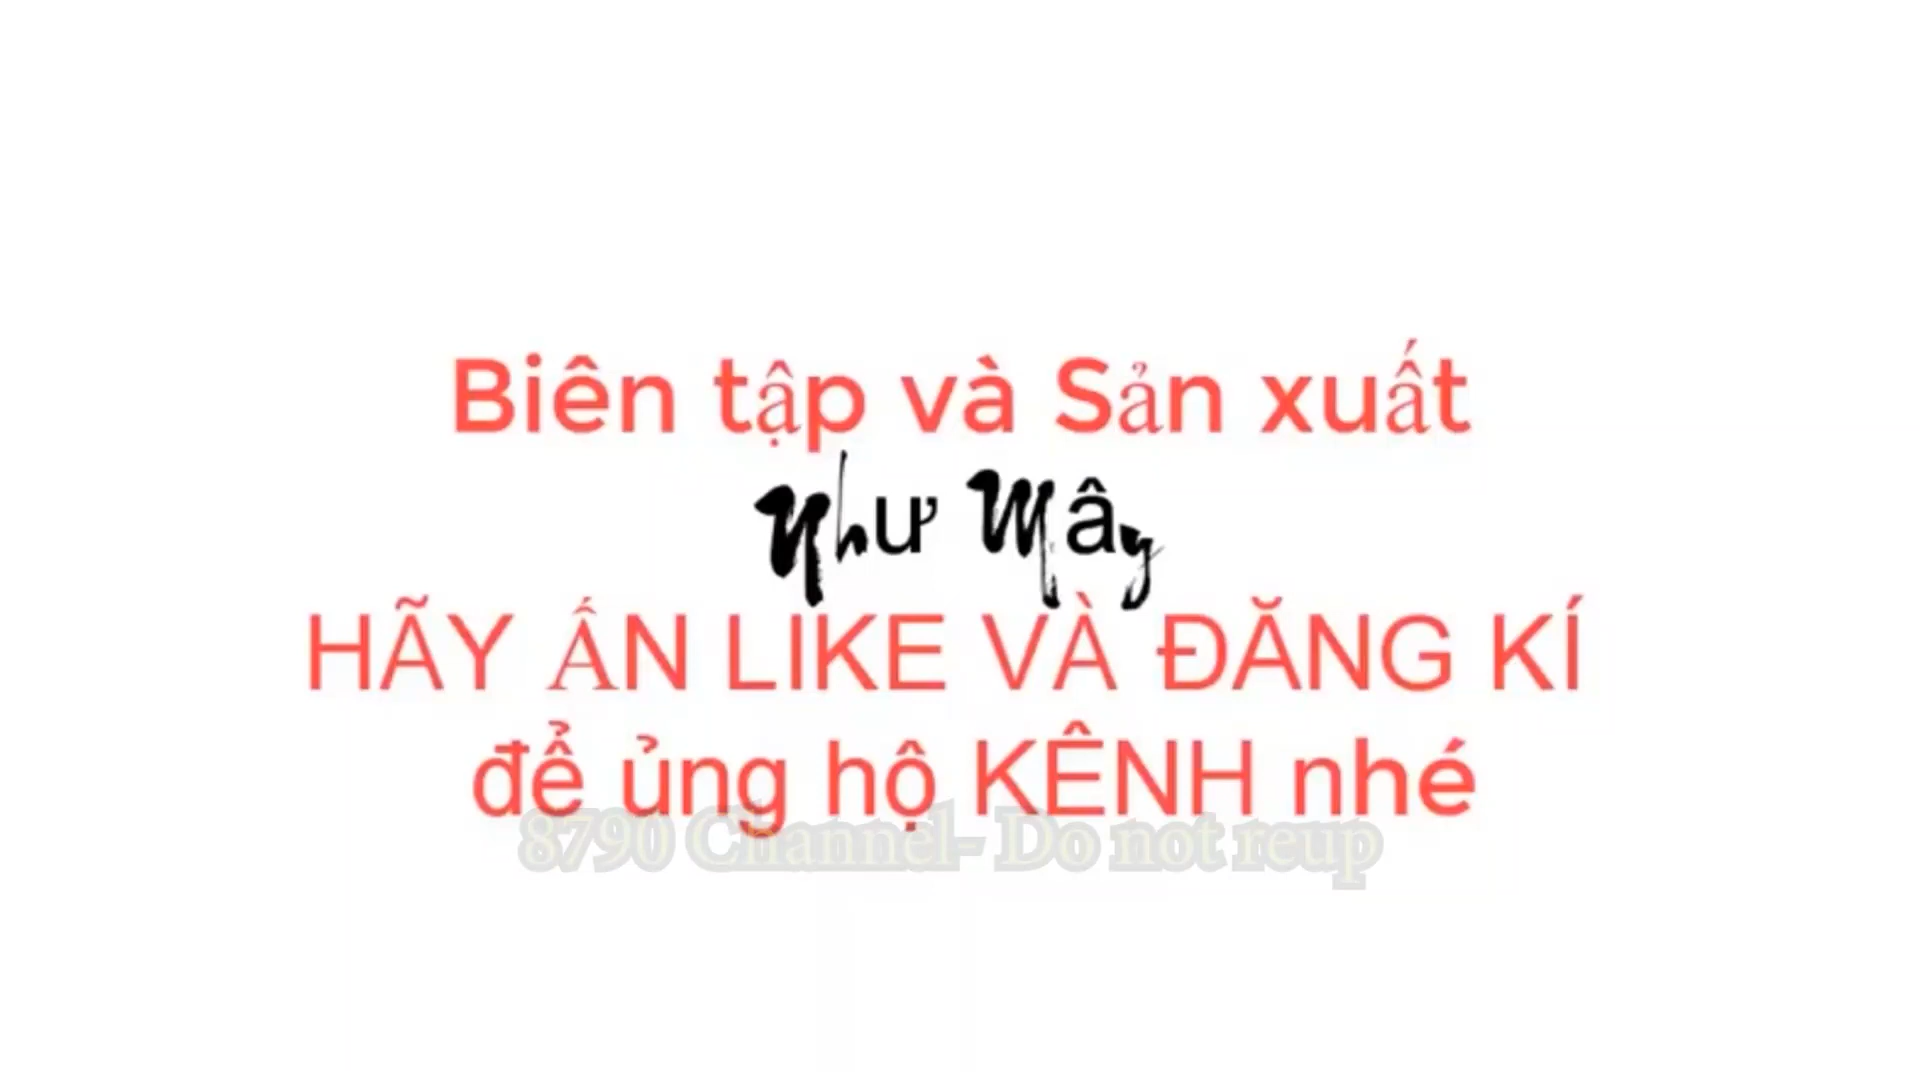 Biên tập và Sản xuất
Như Mây
HÃY ẤN LIKE VÀ ĐĂNG KÍ
để ủng hộ KÊNH nhé
8790 Channel- Do not reup